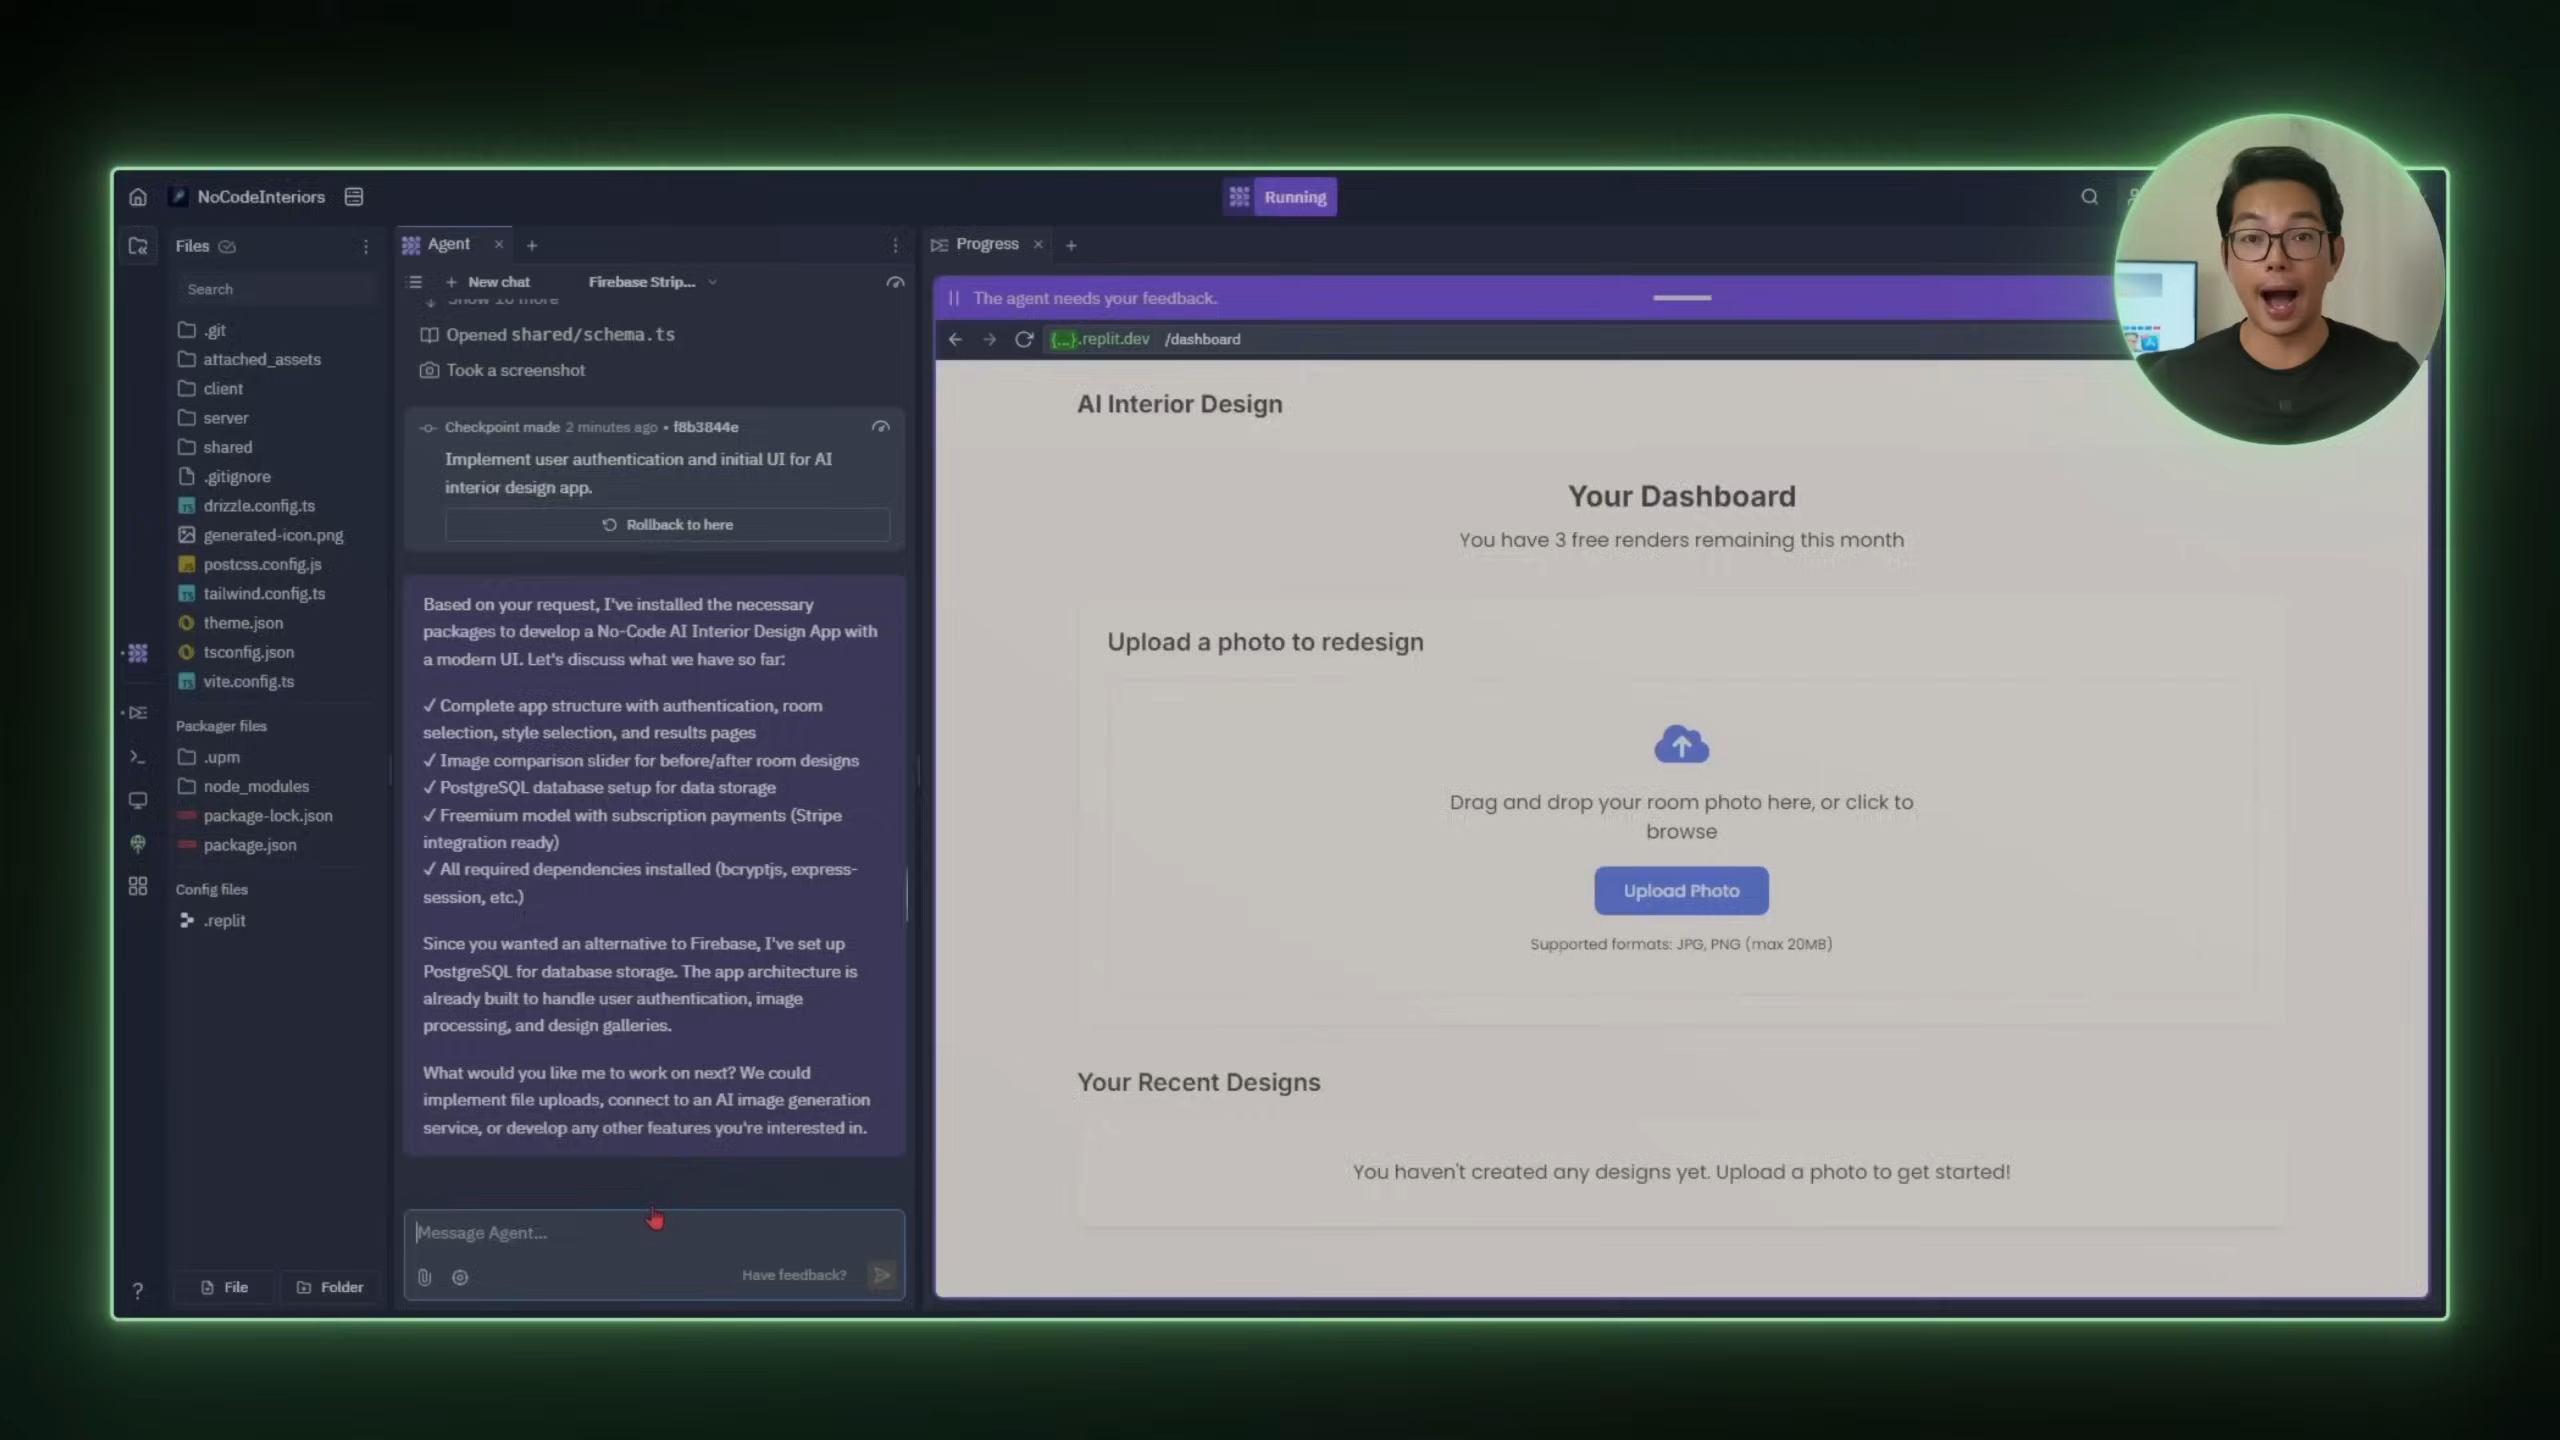 NoCodeInteriors
Running
Files
Search
.git
attached_assets
client
server
shared
.gitignore
drizzle.config.ts
generated-icon.png
postcss.config.js
tailwind.config.ts
theme.json
tsconfig.json
vite.config.ts
Packager files
.upm
node_modules
package-lock.json
package.json
Config files
.replit
File
Folder
Agent
New chat
Firebase Strip...
Show 10 more
Opened shared/schema.ts
Took a screenshot
Checkpoint made 2 minutes ago • f8b3844e
Implement user authentication and initial UI for AI
interior design app.
Rollback to here
Based on your request, I've installed the necessary
packages to develop a No-Code AI Interior Design App with
a modern UI. Let's discuss what we have so far:
✓ Complete app structure with authentication, room
selection, style selection, and results pages
✓ Image comparison slider for before/after room designs
✓ PostgreSQL database setup for data storage
✓ Freemium model with subscription payments (Stripe
integration ready)
✓ All required dependencies installed (bcryptjs, express-
session, etc.)
Since you wanted an alternative to Firebase, I've set up
PostgreSQL for database storage. The app architecture is
already built to handle user authentication, image
processing, and design galleries.
What would you like me to work on next? We could
implement file uploads, connect to an AI image generation
service, or develop any other features you're interested in.
Message Agent...
Have feedback?
Progress
The agent needs your feedback.
{...}.replit.dev /dashboard
AI Interior Design
Your Dashboard
You have 3 free renders remaining this month
Upload a photo to redesign
Drag and drop your room photo here, or click to
browse
Upload Photo
Supported formats: JPG, PNG (max 20MB)
Your Recent Designs
You haven't created any designs yet. Upload a photo to get started!